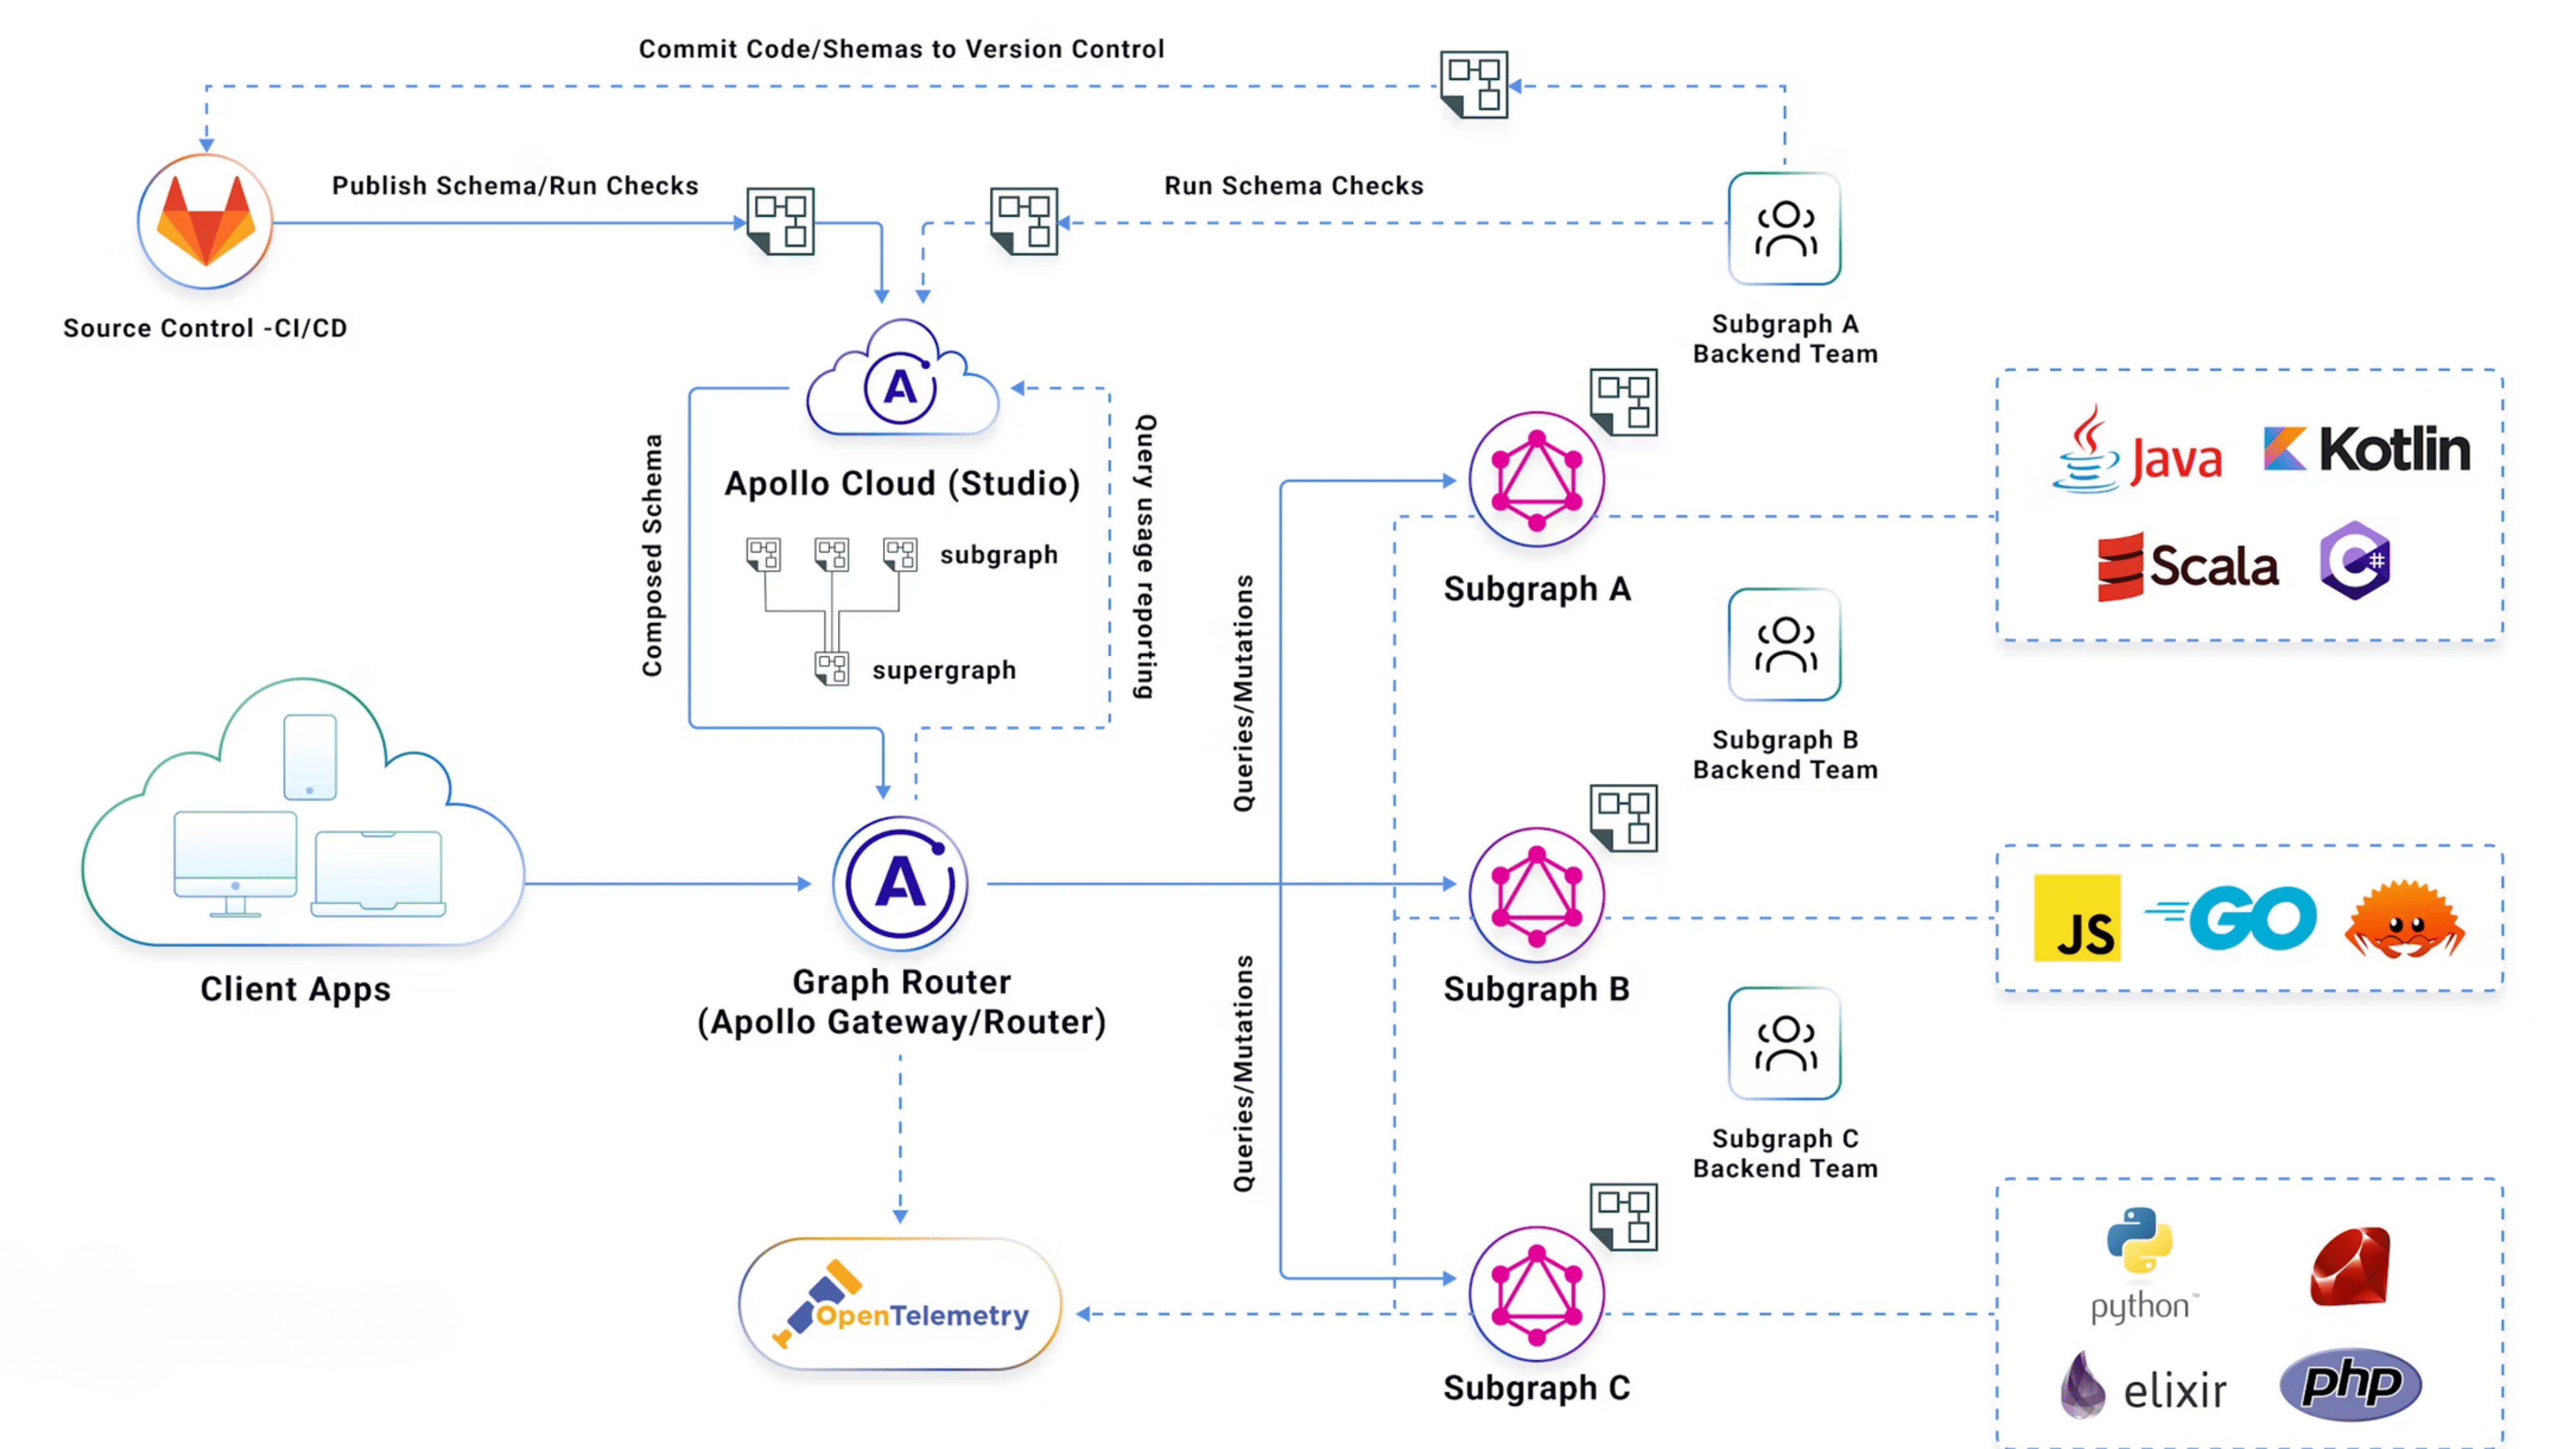 Commit Code/Shemas to Version Control
Publish Schema/Run Checks
Run Schema Checks
Source Control -CI/CD
Subgraph A
Backend Team
A
Composed Schema
Query usage reporting
Apollo Cloud (Studio)
subgraph
supergraph
Queries/Mutations
Subgraph A
Java
Kotlin
Scala
C#
Subgraph B
Backend Team
Client Apps
A
Graph Router
(Apollo Gateway/Router)
Subgraph B
JS
GO
Queries/Mutations
Subgraph C
Backend Team
OpenTelemetry
Subgraph C
python™
elixir
php